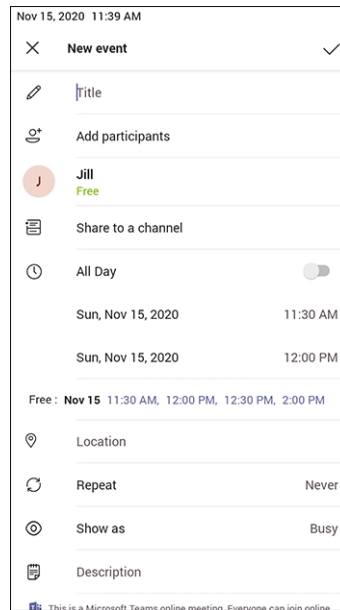 Nov 15, 2020 11:39 AM
New event
Title
Add participants
J
Jill
Free
Share to a channel
All Day
Sun, Nov 15, 2020 11:30 AM
Sun, Nov 15, 2020 12:00 PM
Free : Nov 15 11:30 AM, 12:00 PM, 12:30 PM, 2:00 PM
Location
Repeat Never
Show as Busy
Description
This is a Microsoft Teams online meeting. Everyone can join online